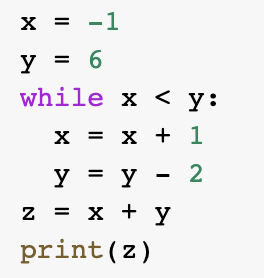 x = -1
y = 6
while x < y:
  x = x + 1
  y = y - 2
z = x + y
print(z)